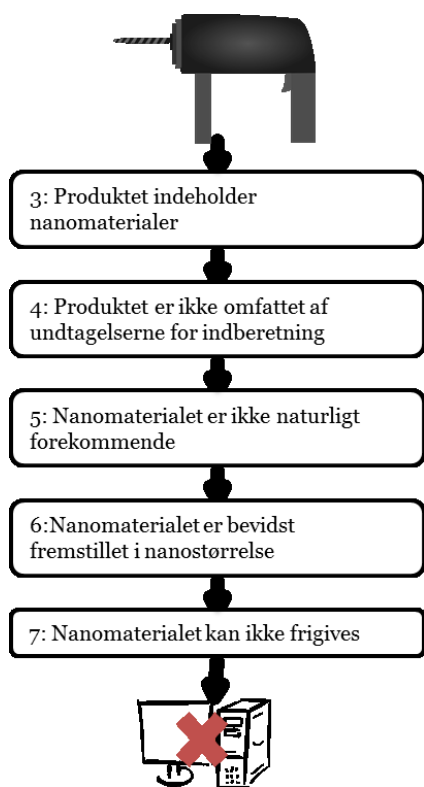 3: Produktet indeholder
nanomaterialer
4: Produktet er ikke omfattet af
undtagelserne for indberetning
5: Nanomaterialet er ikke naturligt
forekommende
6:Nanomaterialet er bevidst
fremstillet i nanostørrelse
7: Nanomaterialet kan ikke frigives